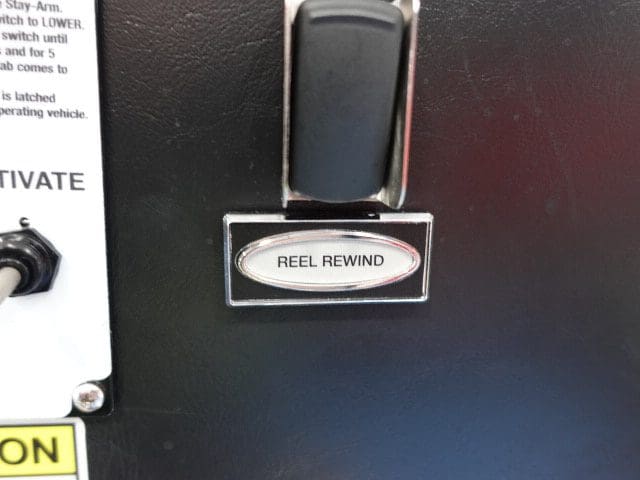 Stay-Arm.
itch to LOWER.
switch until
and for 5
ab comes to
is latched
perating vehicle.
TIVATE
REEL REWIND
ON